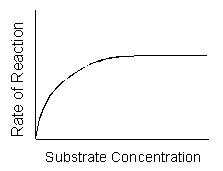 Rate of Reaction
Substrate Concentration